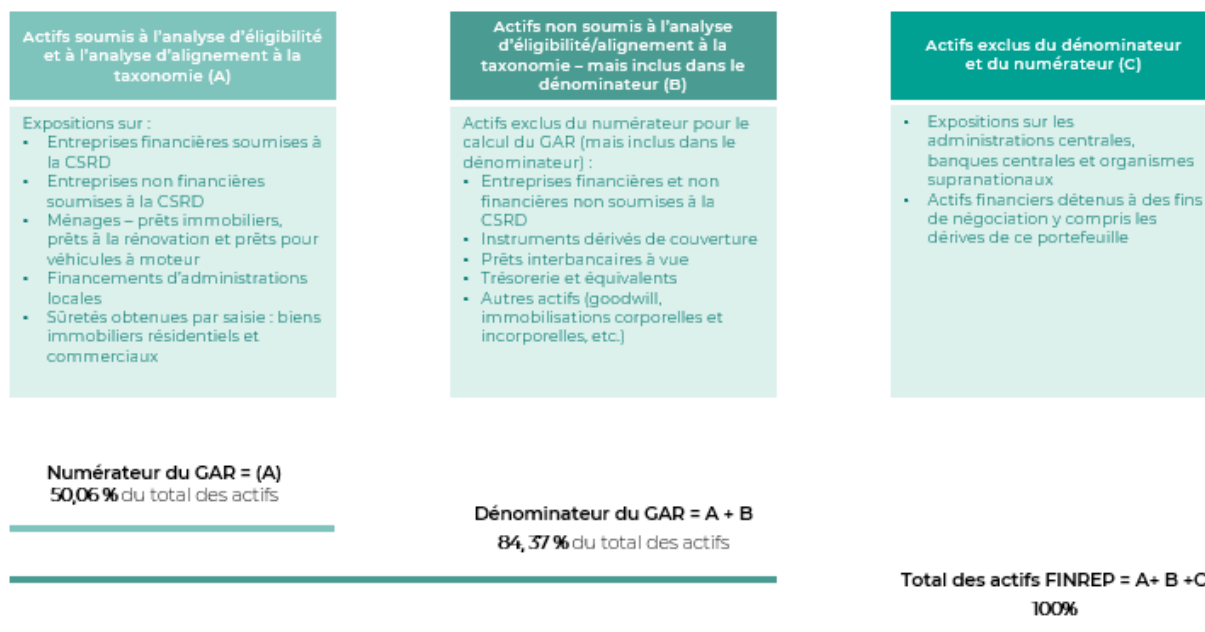 Actifs soumis à l'analyse d'éligibilité
et à l'analyse d'alignement à la
taxonomie (A)
Expositions sur :
• Entreprises financières soumises à
la CSRD
• Entreprises non financières
soumises à la CSRD
• Ménages – prêts immobiliers,
prêts à la rénovation et prêts pour
véhicules à moteur
• Financements d'administrations
locales
• Sûretés obtenues par saisie : biens
immobiliers résidentiels et
commerciaux
Actifs non soumis à l'analyse
d'éligibilité/alignement à la
taxonomie – mais inclus dans le
dénominateur (B)
Actifs exclus du numérateur pour le
calcul du GAR (mais inclus dans le
dénominateur) :
• Entreprises financières et non
financières non soumises à la
CSRD
• Instruments dérivés de couverture
• Prêts interbancaires à vue
• Trésorerie et équivalents
• Autres actifs (goodwill,
immobilisations corporelles et
incorporelles, etc.)
Actifs exclus du dénominateur
et du numérateur (C)
• Expositions sur les
administrations centrales,
banques centrales et organismes
supranationaux
• Actifs financiers détenus à des fins
de négociation y compris les
dérives de ce portefeuille
Numérateur du GAR = (A)
50,06 % du total des actifs
Dénominateur du GAR = A + B
84, 37 % du total des actifs
Total des actifs FINREP = A+ B +C
100%